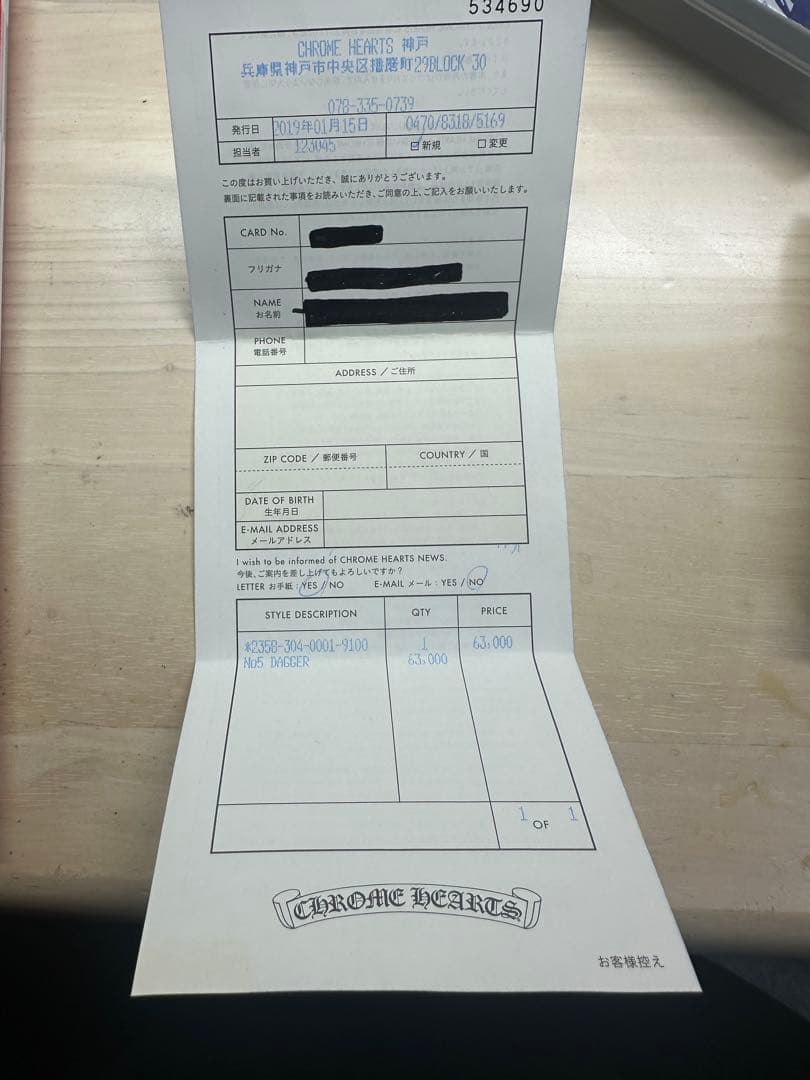 534690
CHROME HEARTS 神戸
兵庫県神戸市中央区播磨町29BLOCK 30
078-335-0739
発行日 2019年01月15日 0470/8318/5169
担当者 123045 ☑新規 □変更
この度はお買い上げいただき、誠にありがとうございます。
裏面に記載された事項をお読みいただき、ご同意の上、ご記入をお願いいたします。
CARD No.
フリガナ
NAME
お名前
PHONE
電話番号
ADDRESS / ご住所
ZIP CODE / 郵便番号 COUNTRY / 国
DATE OF BIRTH
生年月日
E-MAIL ADDRESS
メールアドレス
I wish to be informed of CHROME HEARTS NEWS.
今後、ご案内を差し上げてもよろしいですか?
LETTER お手紙 : YES / NO E-MAIL メール : YES / NO
STYLE DESCRIPTION QTY PRICE
*2358-304-0001-9100 1 63,000
No5 DAGGER 63,000
1 OF 1
CHROME HEARTS
お客様控え